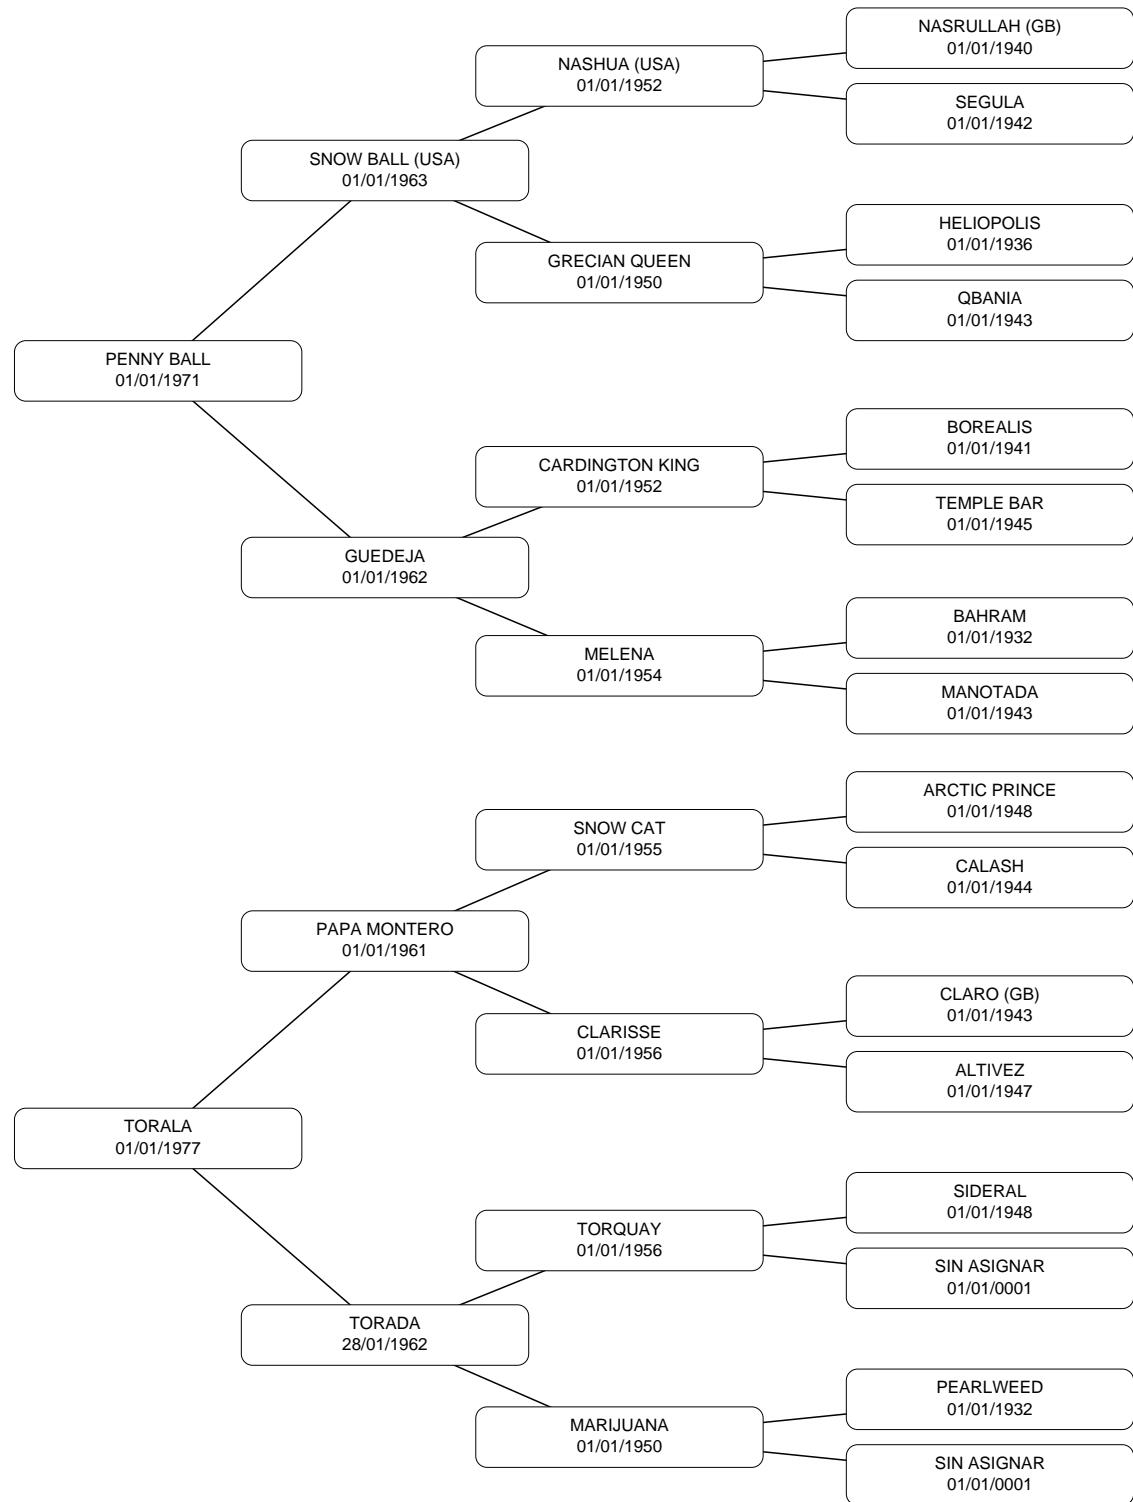 NASRULLAH (GB)
01/01/1940
NASHUA (USA)
01/01/1952
SEGULA
01/01/1942
SNOW BALL (USA)
01/01/1963
HELIOPOLIS
01/01/1936
GRECIAN QUEEN
01/01/1950
QBANIA
01/01/1943
PENNY BALL
01/01/1971
BOREALIS
01/01/1941
CARDINGTON KING
01/01/1952
TEMPLE BAR
01/01/1945
GUEDEJA
01/01/1962
BAHRAM
01/01/1932
MELENA
01/01/1954
MANOTADA
01/01/1943
ARCTIC PRINCE
01/01/1948
SNOW CAT
01/01/1955
CALASH
01/01/1944
PAPA MONTERO
01/01/1961
CLARO (GB)
01/01/1943
CLARISSE
01/01/1956
ALTIVEZ
01/01/1947
TORALA
01/01/1977
SIDERAL
01/01/1948
TORQUAY
01/01/1956
SIN ASIGNAR
01/01/0001
TORADA
28/01/1962
PEARLWEED
01/01/1932
MARIJUANA
01/01/1950
SIN ASIGNAR
01/01/0001